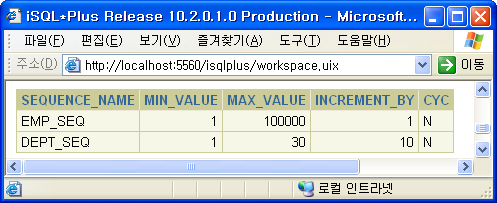 iSQL*Plus Release 10.2.0.1.0 Production - Microsoft...
파일(F) 편집(E) 보기(V) 즐겨찾기(A) 도구(T) 도움말(H)
주소(D) http://localhost:5560/isqlplus/workspace.uix 이동
SEQUENCE_NAME MIN_VALUE MAX_VALUE INCREMENT_BY CYC
EMP_SEQ 1 100000 1 N
DEPT_SEQ 1 30 10 N
로컬 인트라넷